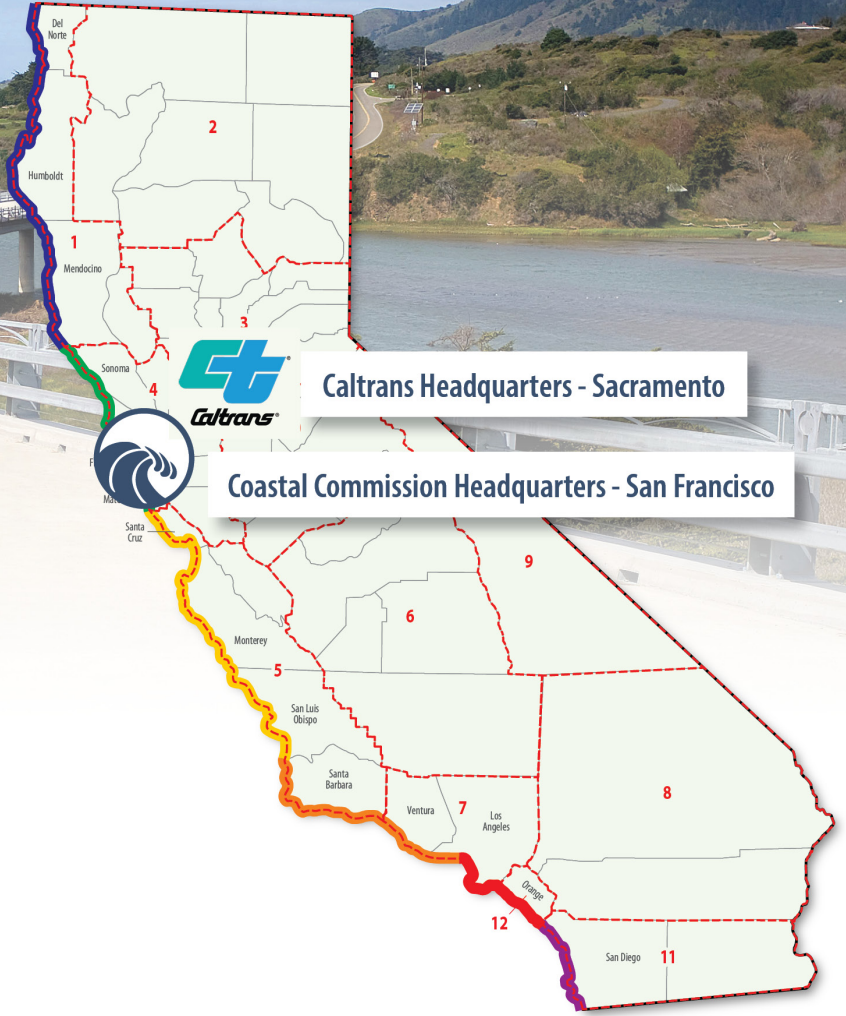 Del
Norte
2
Humboldt
1
Mendocino
3
Sonoma
4
Caltrans
Caltrans Headquarters - Sacramento
Coastal Commission Headquarters - San Francisco
Santa
Cruz
9
6
Monterey
5
San Luis
Obispo
Santa
Barbara
Ventura
7
Los
Angeles
8
Orange
12
San Diego
11